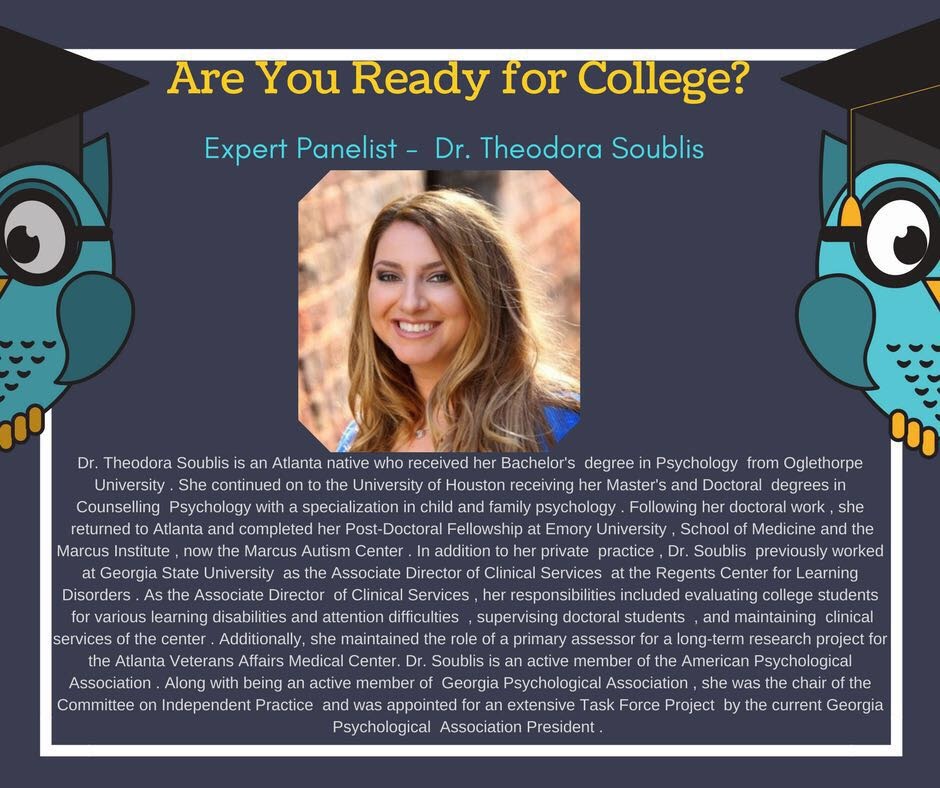 Are You Ready for College?
Expert Panelist - Dr. Theodora Soublis
Dr. Theodora Soublis is an Atlanta native who received her Bachelor's degree in Psychology from Oglethorpe
University . She continued on to the University of Houston receiving her Master's and Doctoral degrees in
Counselling Psychology with a specialization in child and family psychology . Following her doctoral work , she
returned to Atlanta and completed her Post-Doctoral Fellowship at Emory University , School of Medicine and the
Marcus Institute , now the Marcus Autism Center . In addition to her private practice , Dr. Soublis previously worked
at Georgia State University as the Associate Director of Clinical Services at the Regents Center for Learning
Disorders . As the Associate Director of Clinical Services , her responsibilities included evaluating college students
for various learning disabilities and attention difficulties , supervising doctoral students , and maintaining clinical
services of the center . Additionally, she maintained the role of a primary assessor for a long-term research project for
the Atlanta Veterans Affairs Medical Center. Dr. Soublis is an active member of the American Psychological
Association . Along with being an active member of Georgia Psychological Association , she was the chair of the
Committee on Independent Practice and was appointed for an extensive Task Force Project by the current Georgia
Psychological Association President .